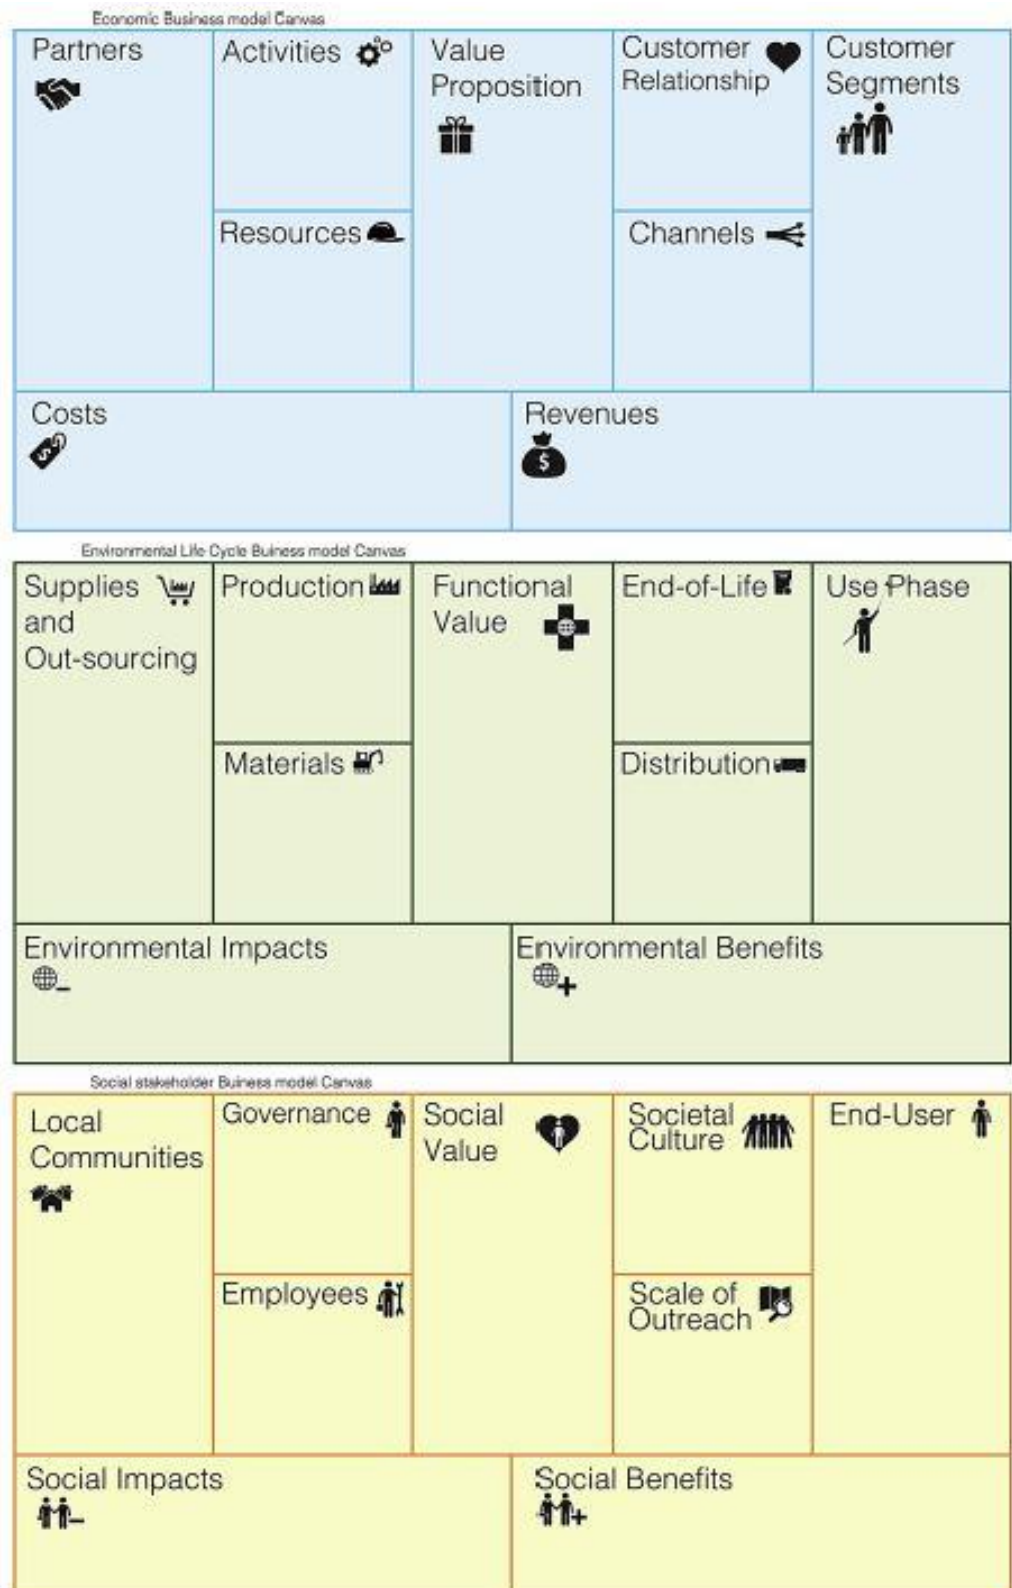 Economic Business model Canvas
Partners
Activities
Value
Proposition
Customer
Relationship
Customer
Segments
Resources
Channels
Costs
$
Revenues
$
Environmental Life Cycle Buiness model Canvas
Supplies
and
Out-sourcing
Production
Functional
Value
End-of-Life
Use Phase
Materials
Distribution
Environmental Impacts
Environmental Benefits
Social stakeholder Buiness model Canvas
Local
Communities
Governance
Social
Value
Societal
Culture
End-User
Employees
Scale of
Outreach
Social Impacts
Social Benefits